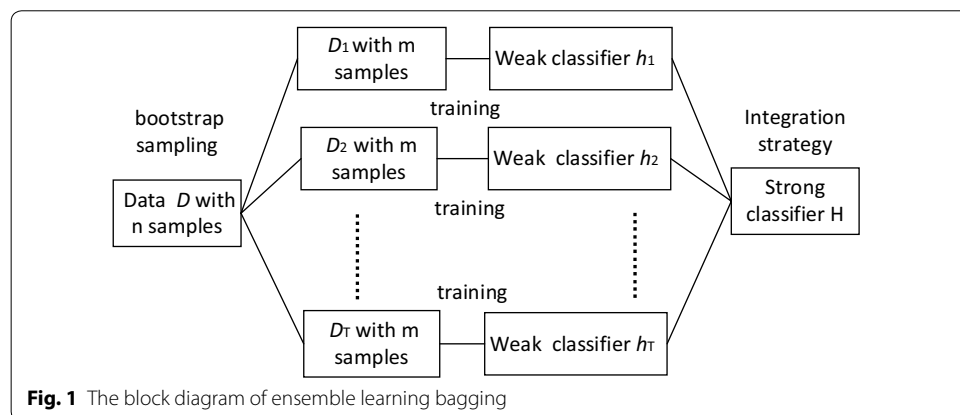 D1 with m
samples
Weak classifier h1
training
bootstrap
sampling
Integration
strategy
D2 with m
samples
Weak classifier h2
training
Data D with
n samples
Strong
classifier H
training
DT with m
samples
Weak classifier hT
Fig. 1 The block diagram of ensemble learning bagging